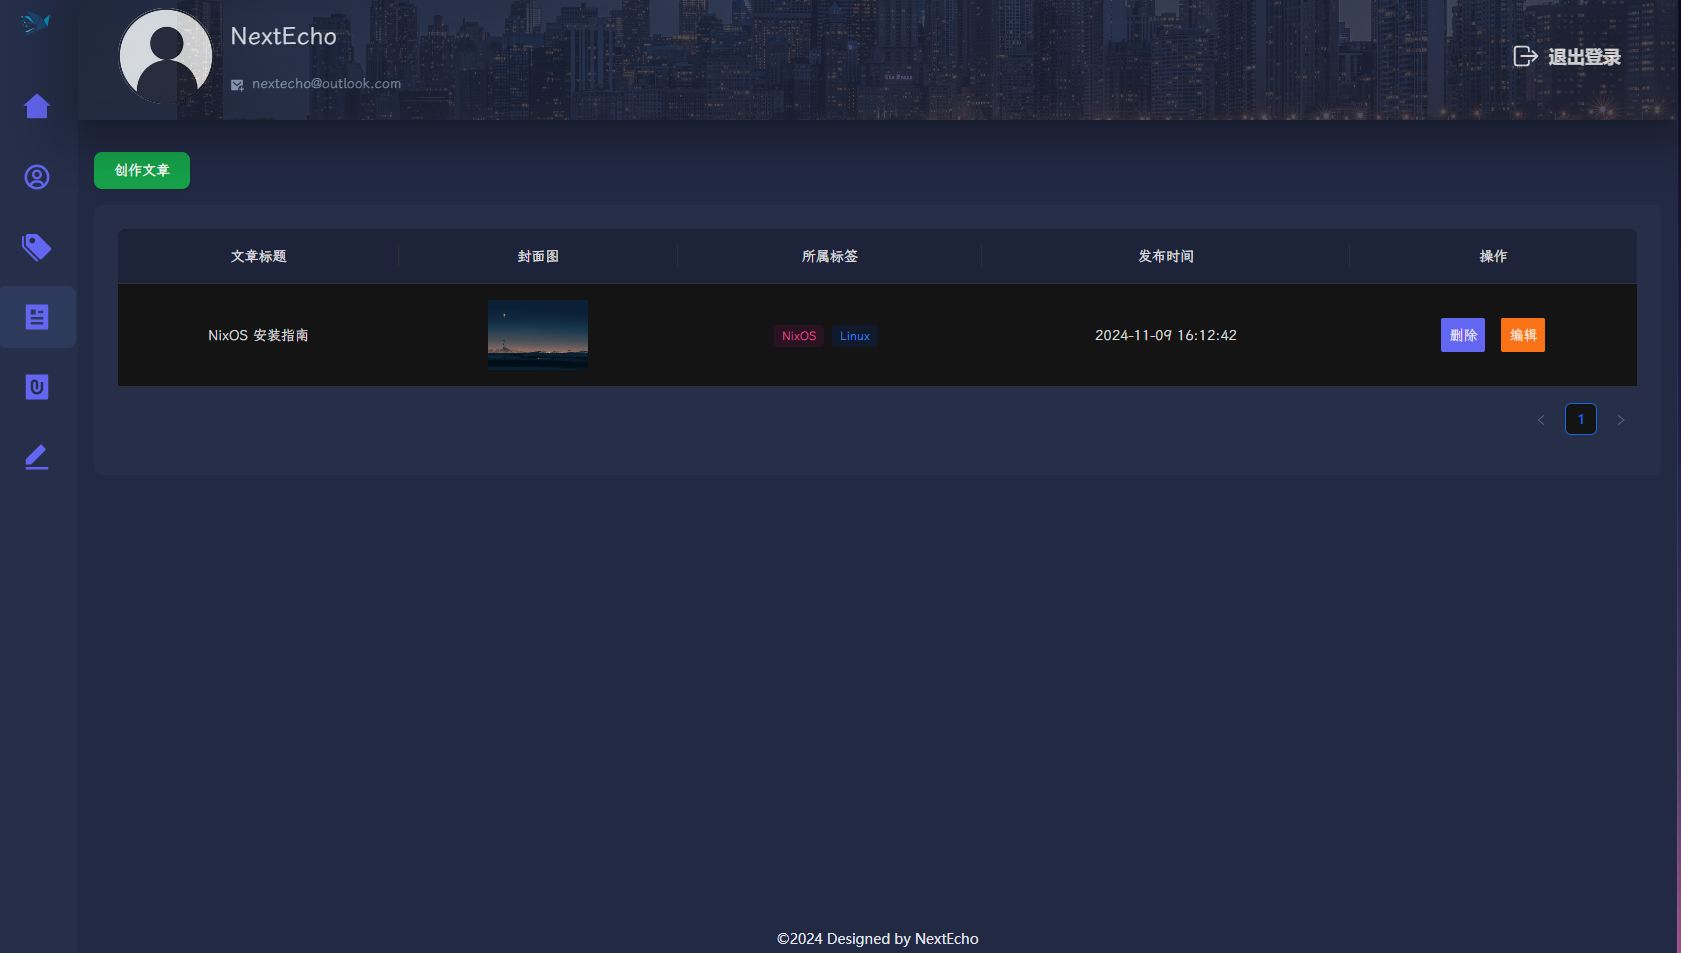 NextEcho
nextecho@outlook.com
退出登录
创作文章
文章标题 封面图 所属标签 发布时间 操作
NixOS 安装指南 NixOS Linux 2024-11-09 16:12:42 删除 编辑
< 1 >
©2024 Designed by NextEcho